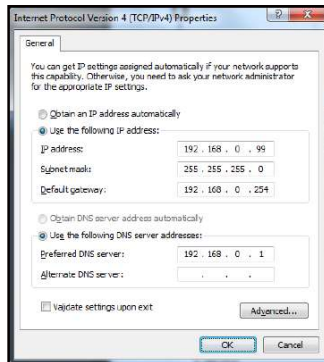 Internet Protocol Version 4 (TCP/IPv4) Properties
General
You can get IP settings assigned automatically if your network supports
this capability. Otherwise, you need to ask your network administrator
for the appropriate IP settings.
Obtain an IP address automatically
Use the following IP address:
IP address: 192 . 168 . 0 . 99
Subnet mask: 255 . 255 . 255 . 0
Default gateway: 192 . 168 . 0 . 254
Obtain DNS server address automatically
Use the following DNS server addresses:
Preferred DNS server: 192 . 168 . 0 . 1
Alternate DNS server: . . .
Validate settings upon exit
Advanced...
OK Cancel